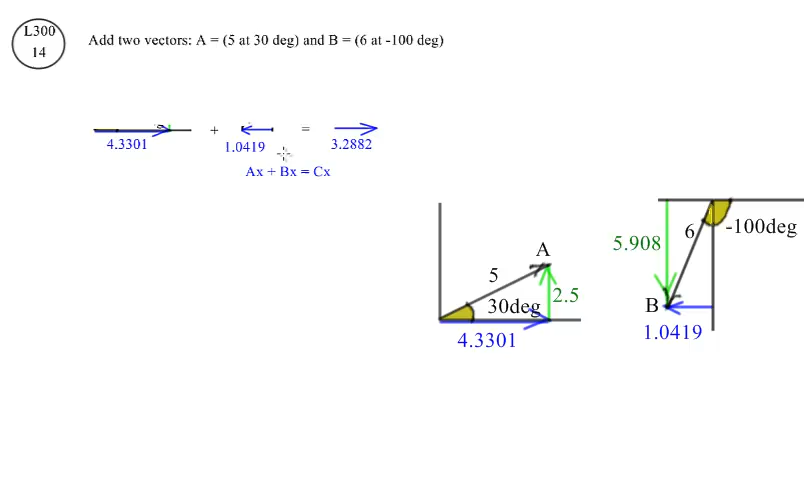 L300
14
Add two vectors: A = (5 at 30 deg) and B = (6 at -100 deg)
4.3301 + 1.0419 = 3.2882
Ax + Bx = Cx
A
5
30deg
2.5
4.3301
-100deg
6
5.908
B
1.0419